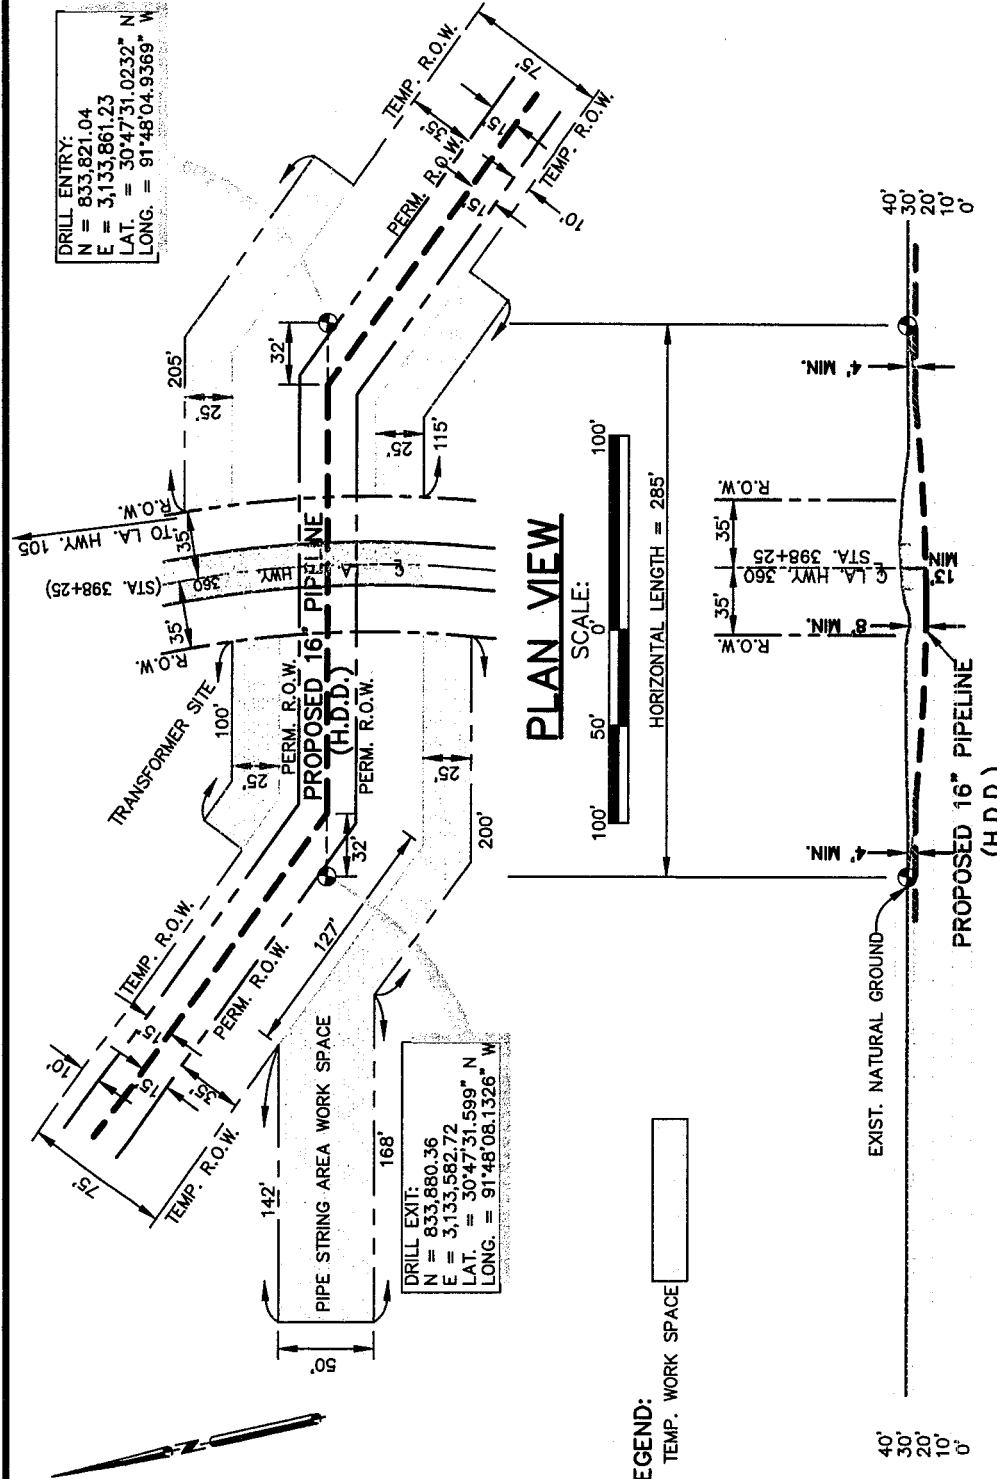 DRILL ENTRY:
N = 833,821.04
E = 3,133,861.23
LAT. = 30°47'31.0232" N
LONG. = 91°48'04.9369" W
TEMP. R.O.W.
75'
35'
15'
PERM. R.O.W.
15'
TEMP. R.O.W.
10'
205'
25'
32'
25'
115'
TO LA. HWY. 105
R.O.W.
35'
℄ LA. HWY. 360
(STA. 398+25)
35'
R.O.W.
TRANSFORMER SITE
100'
25'
PERM. R.O.W.
PROPOSED 16" PIPELINE
(H.D.D.)
PERM. R.O.W.
25'
200'
32'
127'
TEMP. R.O.W.
PERM. R.O.W.
10'
15'
15'
35'
75'
TEMP. R.O.W.
142'
PIPE STRING AREA WORK SPACE
168'
50'
DRILL EXIT:
N = 833,880.36
E = 3,133,582.72
LAT. = 30°47'31.599" N
LONG. = 91°48'08.1326" W
N
PLAN VIEW
SCALE:
100' 50' 0' 100'
HORIZONTAL LENGTH = 285'
EGEND:
TEMP. WORK SPACE
R.O.W.
35'
℄ LA. HWY. 360
STA. 398+25
35'
R.O.W.
4' MIN.
8' MIN.
13' MIN
4' MIN.
EXIST. NATURAL GROUND
PROPOSED 16" PIPELINE
(H.D.D.)
40'
30'
20'
10'
0'
40'
30'
20'
10'
0'